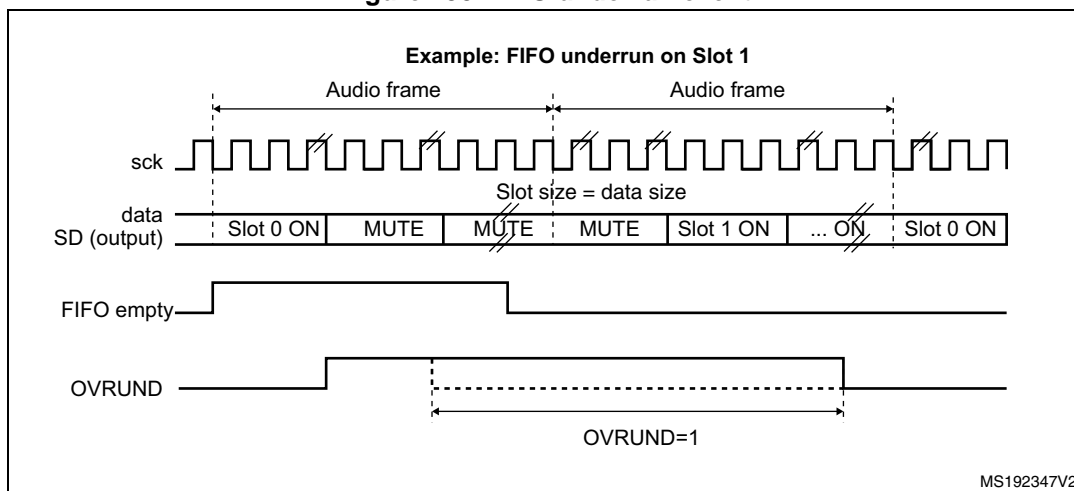 Example: FIFO underrun on Slot 1
Audio frame Audio frame
sck
Slot size = data size
data
SD (output)
Slot 0 ON MUTE MUTE MUTE Slot 1 ON ... ON Slot 0 ON
FIFO empty
OVRUND
OVRUND=1
MS192347V2